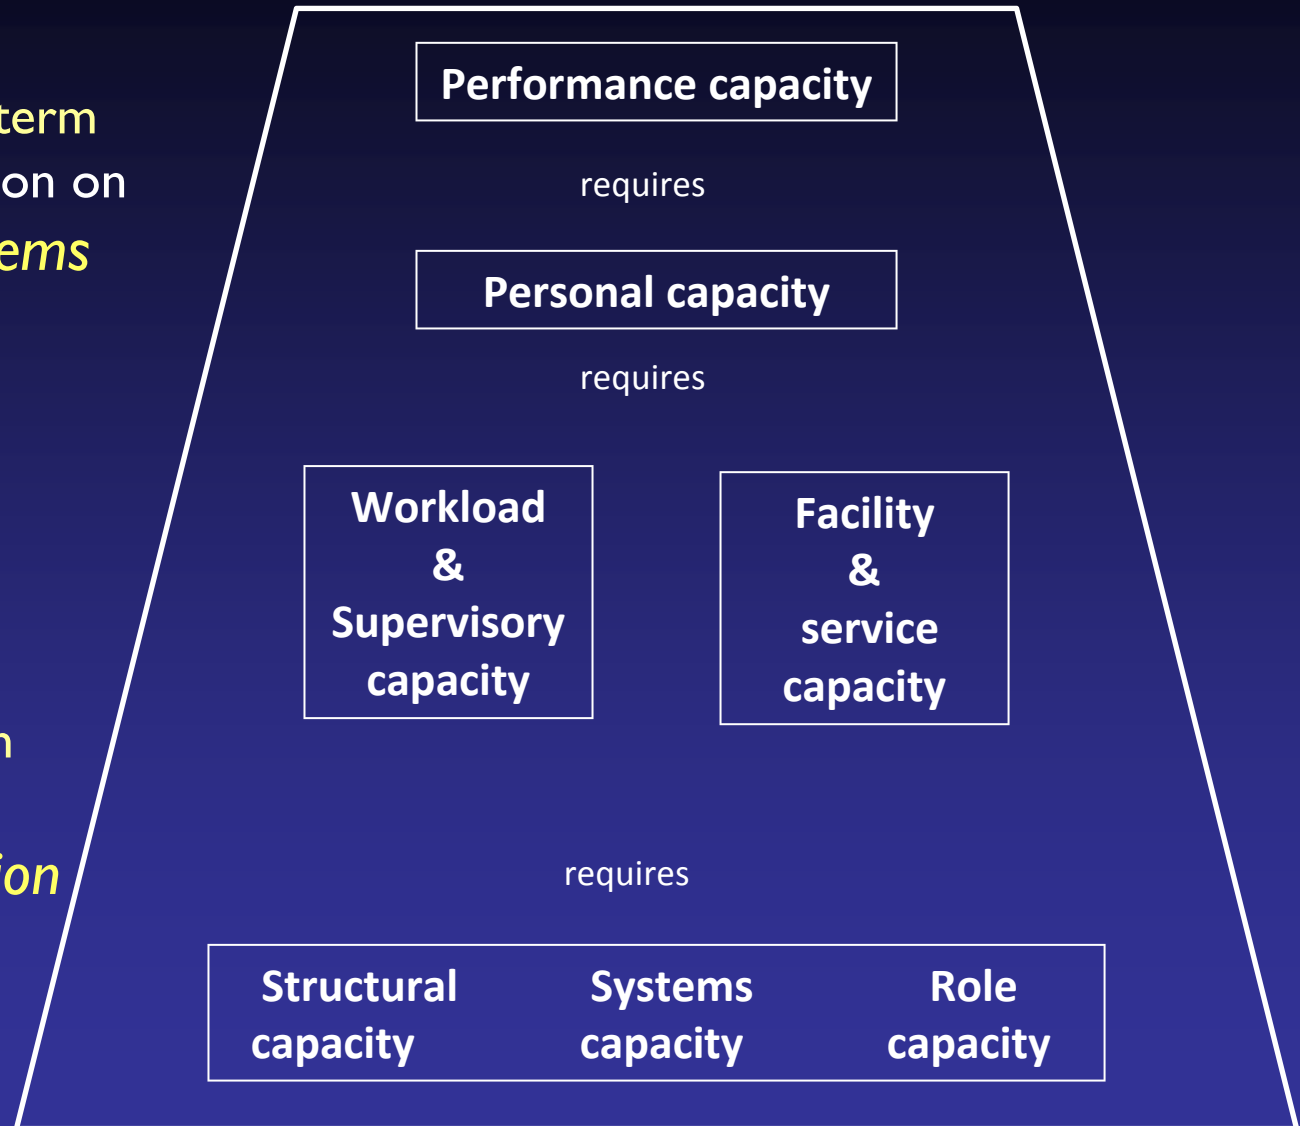 Performance capacity
term
on on
requires
ems
Personal capacity
requires
Workload
&
Supervisory
capacity
Facility
&
service
capacity
n
ion
requires
Structural
capacity
Systems
capacity
Role
capacity